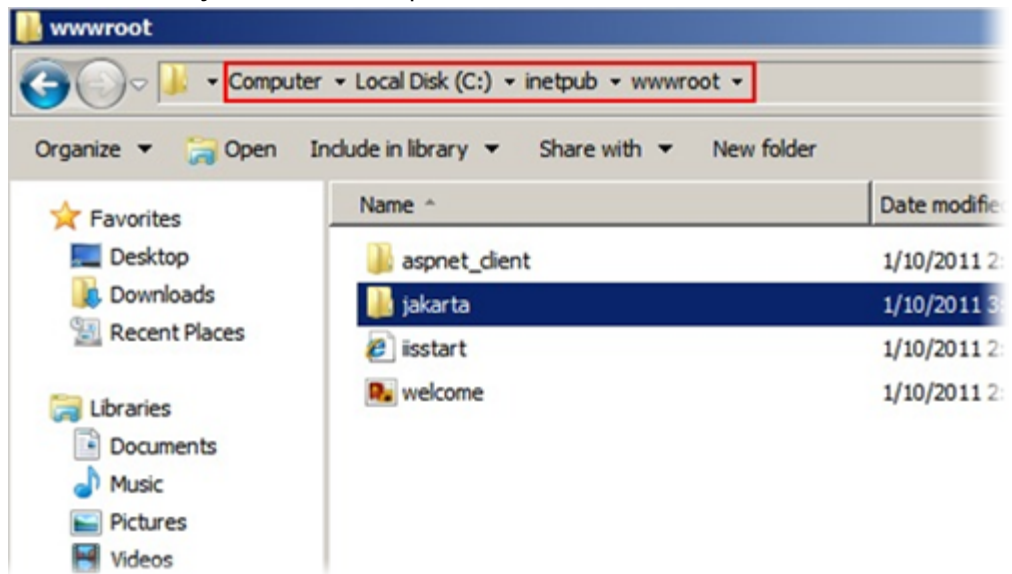 wwwroot
Computer Local Disk (C:) inetpub wwwroot
Organize Open Include in library Share with New folder
Name Date modified
Favorites
Desktop
Downloads
Recent Places
Libraries
Documents
Music
Pictures
Videos
aspnet_client 1/10/2011 2:
jakarta 1/10/2011 3:
iisstart 1/10/2011 2:
welcome 1/10/2011 2: